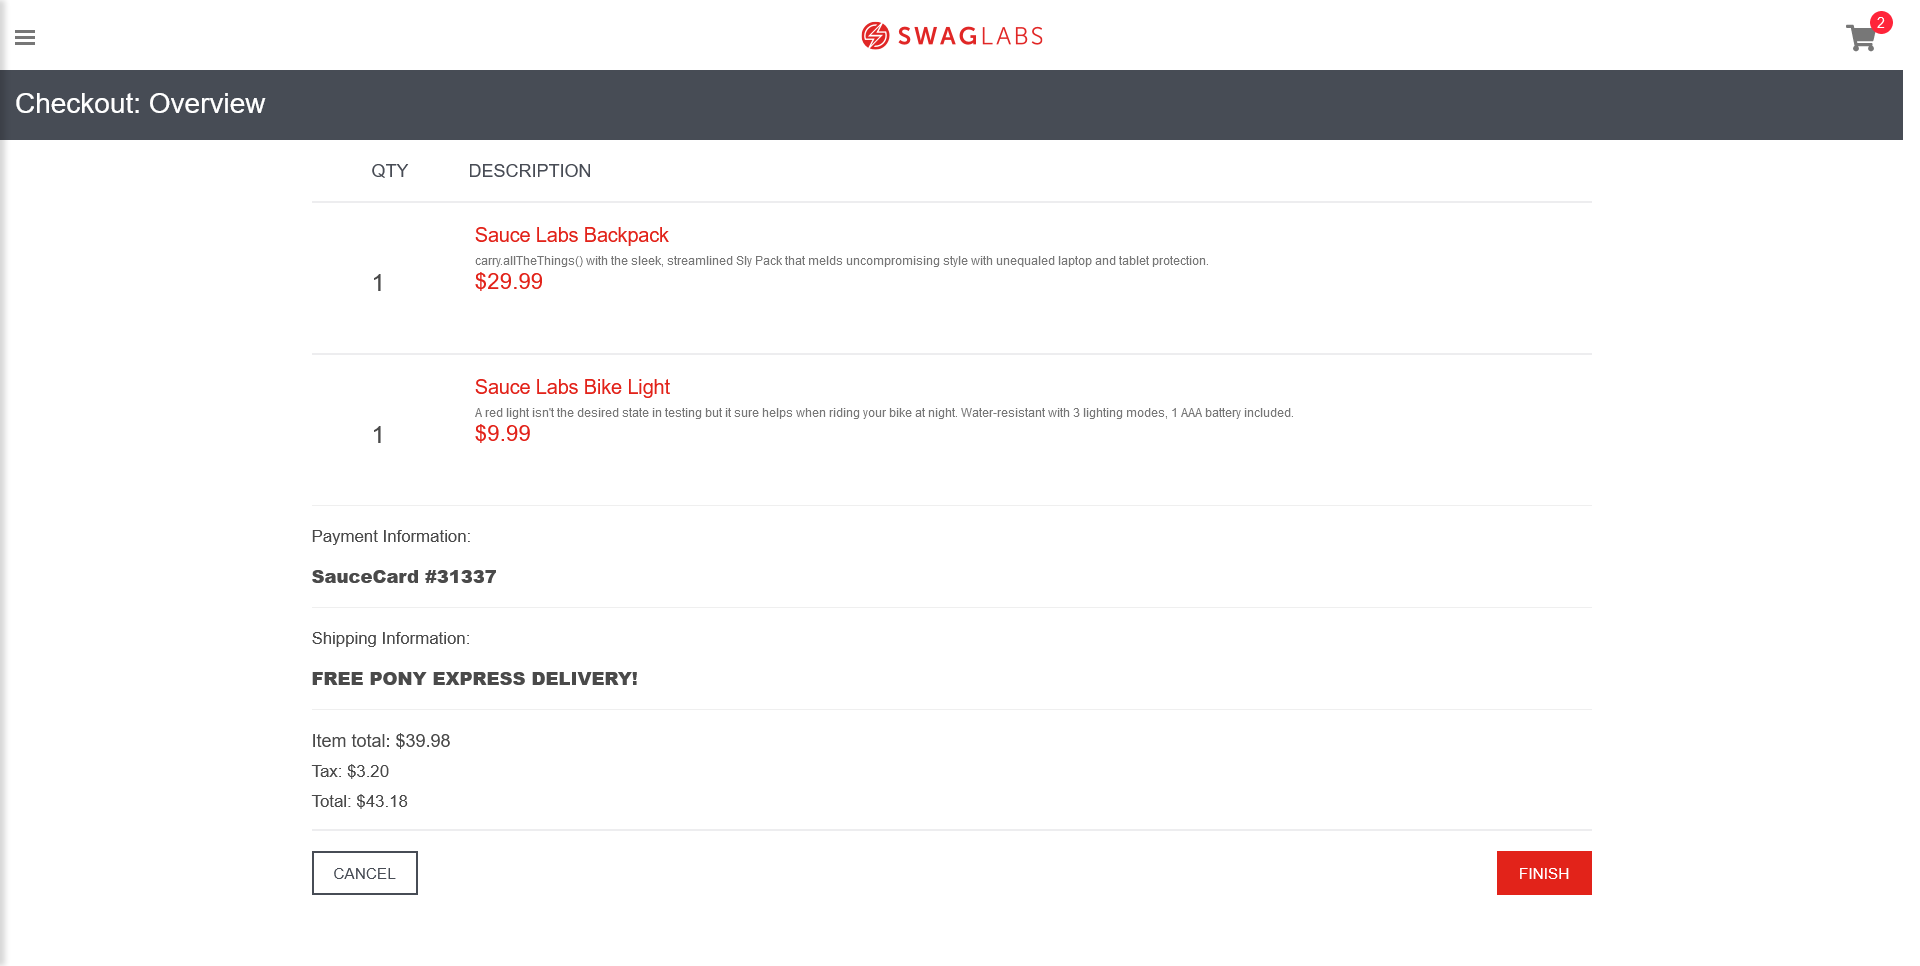 SWAGLABS
2
Checkout: Overview
QTY DESCRIPTION
Sauce Labs Backpack
carry.allTheThings() with the sleek, streamlined Sly Pack that melds uncompromising style with unequaled laptop and tablet protection.
1
$29.99
Sauce Labs Bike Light
A red light isn't the desired state in testing but it sure helps when riding your bike at night. Water-resistant with 3 lighting modes, 1 AAA battery included.
1
$9.99
Payment Information:
SauceCard #31337
Shipping Information:
FREE PONY EXPRESS DELIVERY!
Item total: $39.98
Tax: $3.20
Total: $43.18
CANCEL
FINISH